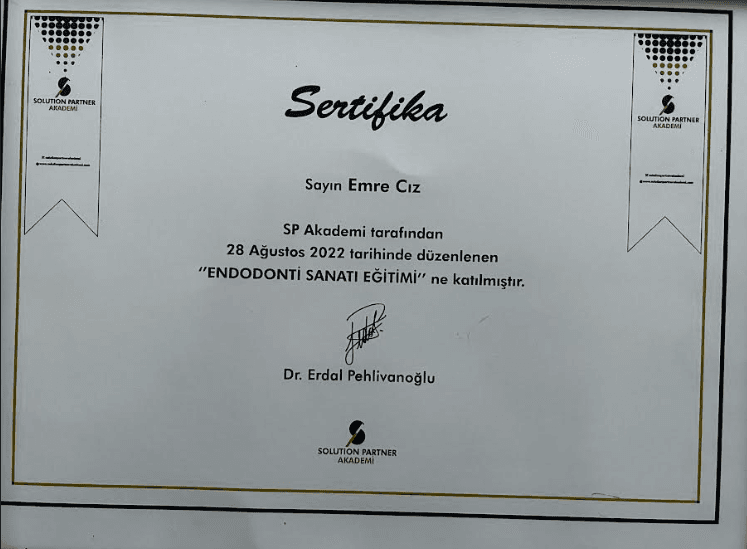 SOLUTION PARTNER
AKADEMİ
SOLUTION PARTNER
AKADEMİ
Sertifika
Sayın Emre Cız
SP Akademi tarafından
28 Ağustos 2022 tarihinde düzenlenen
‘‘ENDODONTİ SANATI EĞİTİMİ’’ ne katılmıştır.
Dr. Erdal Pehlivanoğlu
SOLUTION PARTNER
AKADEMİ